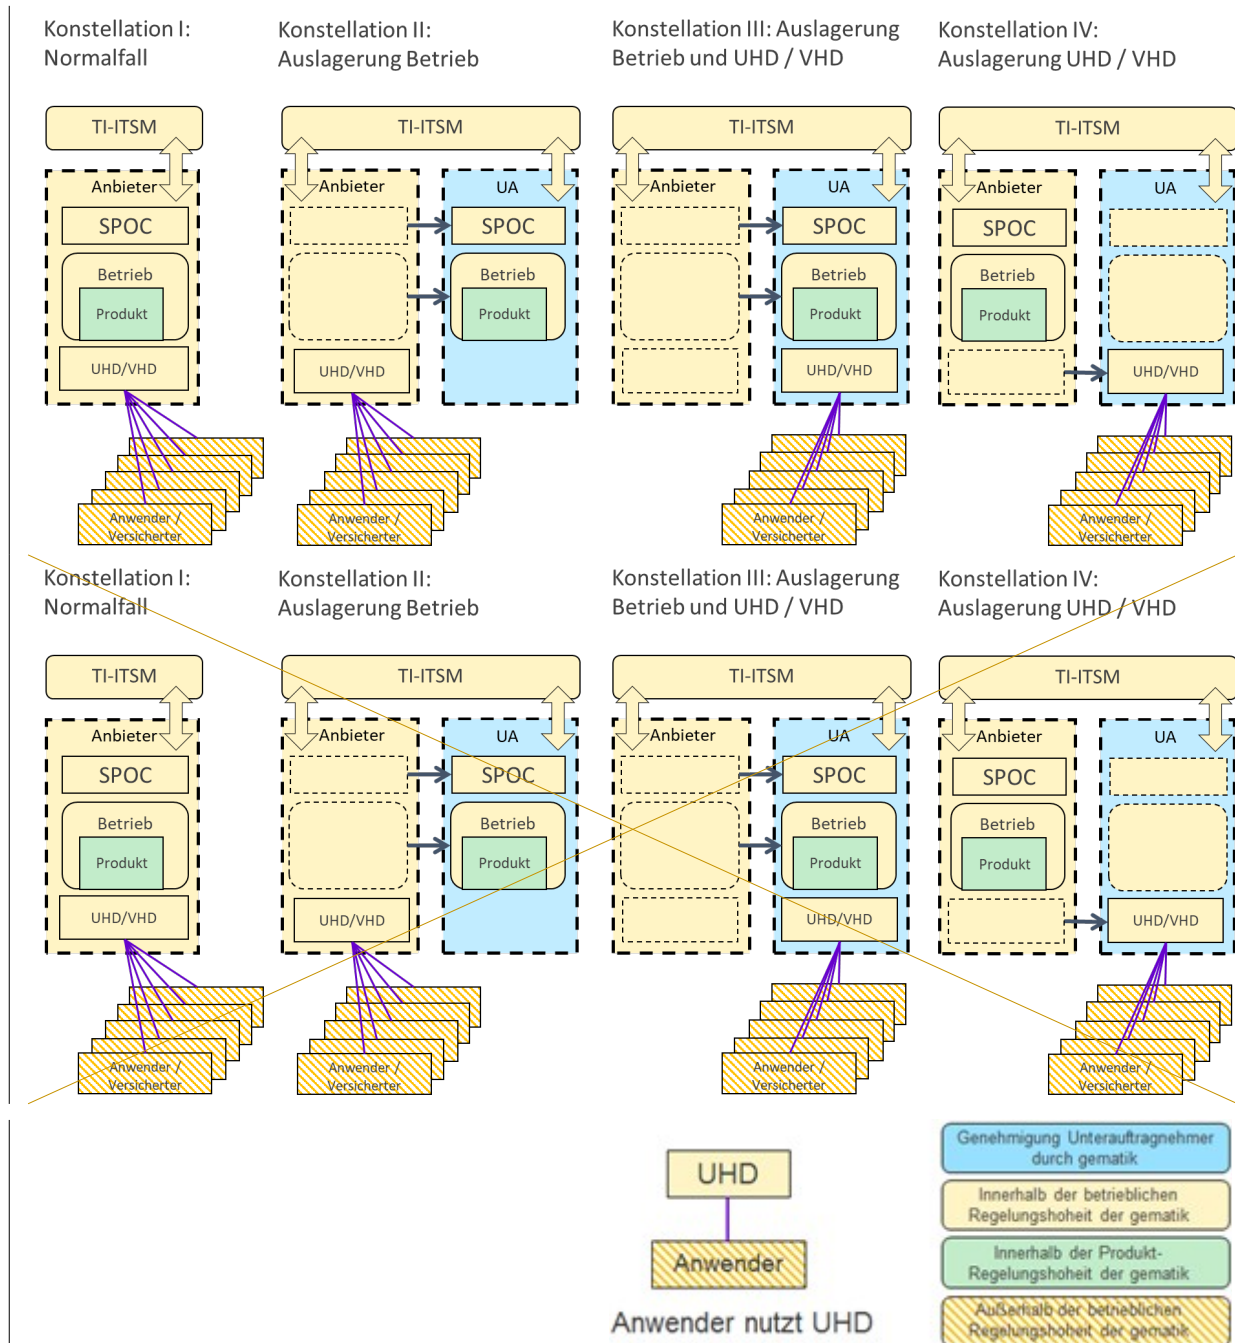 Konstellation I:
Normalfall
Konstellation II:
Auslagerung Betrieb
Konstellation III: Auslagerung
Betrieb und UHD / VHD
Konstellation IV:
Auslagerung UHD / VHD
TI-ITSM
TI-ITSM
TI-ITSM
TI-ITSM
Anbieter
Anbieter
UA
Anbieter
UA
Anbieter
UA
SPOC
SPOC
SPOC
SPOC
Betrieb
Betrieb
Betrieb
Betrieb
Produkt
Produkt
Produkt
Produkt
UHD/VHD
UHD/VHD
UHD/VHD
UHD/VHD
Anwender /
Versicherter
Anwender /
Versicherter
Anwender /
Versicherter
Anwender /
Versicherter
Konstellation I:
Normalfall
Konstellation II:
Auslagerung Betrieb
Konstellation III: Auslagerung
Betrieb und UHD / VHD
Konstellation IV:
Auslagerung UHD / VHD
TI-ITSM
TI-ITSM
TI-ITSM
TI-ITSM
Anbieter
Anbieter
UA
Anbieter
UA
Anbieter
UA
SPOC
SPOC
SPOC
SPOC
Betrieb
Betrieb
Betrieb
Betrieb
Produkt
Produkt
Produkt
Produkt
UHD/VHD
UHD/VHD
UHD/VHD
UHD/VHD
Anwender /
Versicherter
Anwender /
Versicherter
Anwender /
Versicherter
Anwender /
Versicherter
UHD
Anwender
Anwender nutzt UHD
Genehmigung Unterauftragnehmer
durch gematik
Innerhalb der betrieblichen
Regelungshoheit der gematik
Innerhalb der Produkt-
Regelungshoheit der gematik
Außerhalb der betrieblichen
Regelungshoheit der gematik